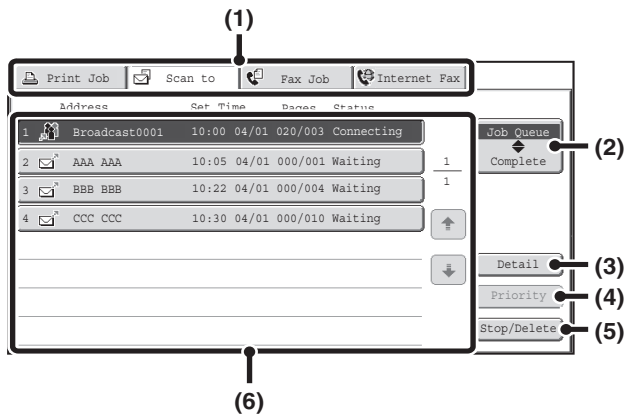 (1)
Print Job Scan to Fax Job Internet Fax
Address Set Time Pages Status
1 Broadcast0001 10:00 04/01 020/003 Connecting
2 AAA AAA 10:05 04/01 000/001 Waiting
3 BBB BBB 10:22 04/01 000/004 Waiting
4 CCC CCC 10:30 04/01 000/010 Waiting
1
1
Job Queue
Complete
(2)
Detail
(3)
Priority
(4)
Stop/Delete
(5)
(6)